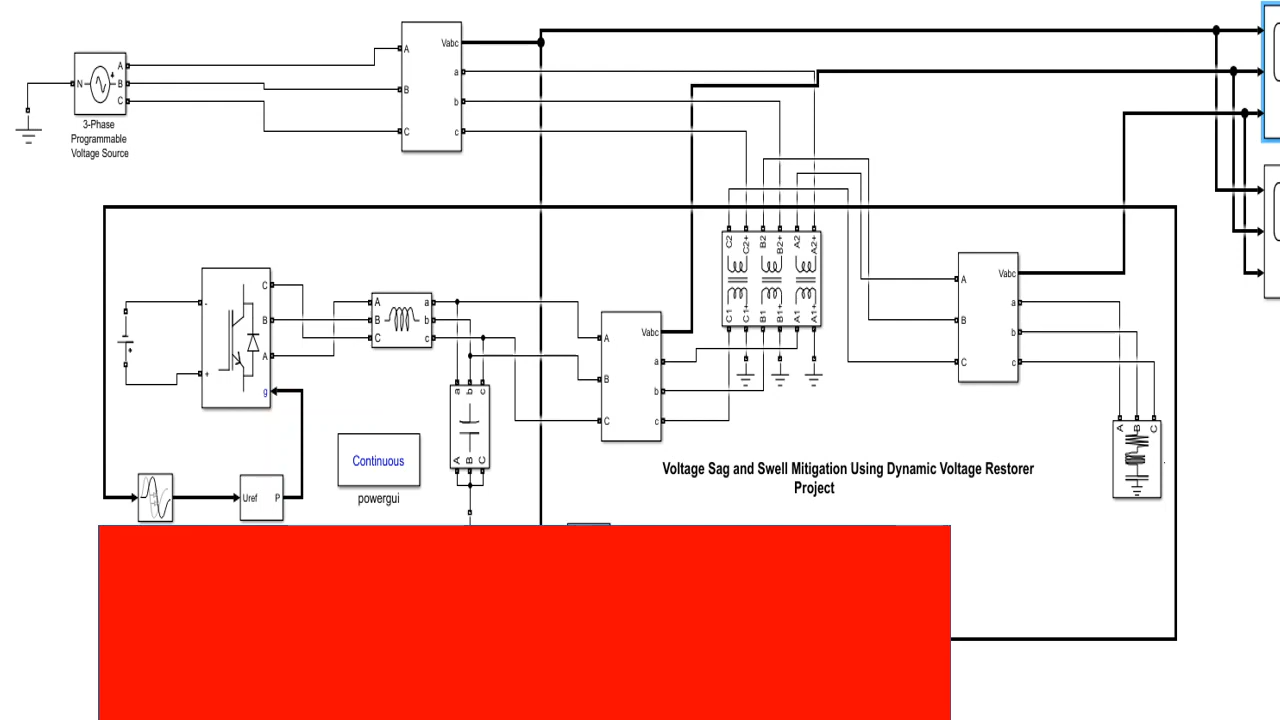 Vabc
A
a
A
N
B
B
b
C
C
c
3-Phase
Programmable
Voltage Source
C2
C2+
B2
B2+
A2
A2+
C1
C1+
B1
B1+
A1
A1+
Vabc
A
a
B
b
C
c
-
C
B
A
+
g
A
a
B
b
C
c
Vabc
A
a
B
b
C
c
a
b
c
A
B
C
A
B
C
Continuous
powergui
Voltage Sag and Swell Mitigation Using Dynamic Voltage Restorer
Project
Uref
P